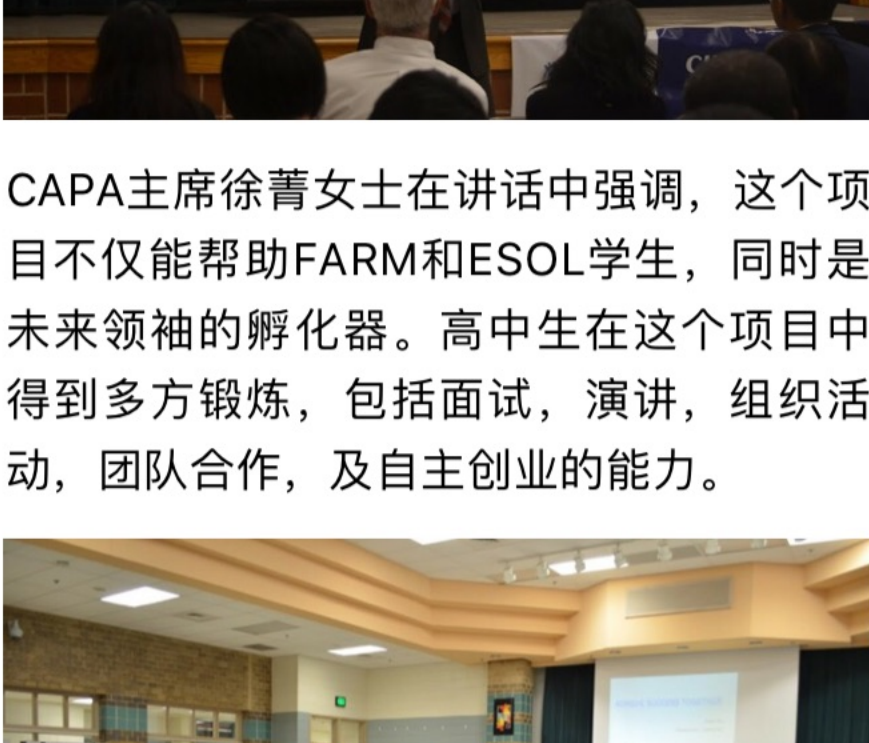 CAPA主席徐菁女士在讲话中强调，这个项
目不仅能帮助FARM和ESOL学生，同时是
未来领袖的孵化器。高中生在这个项目中
得到多方锻炼，包括面试，演讲，组织活
动，团队合作，及自主创业的能力。